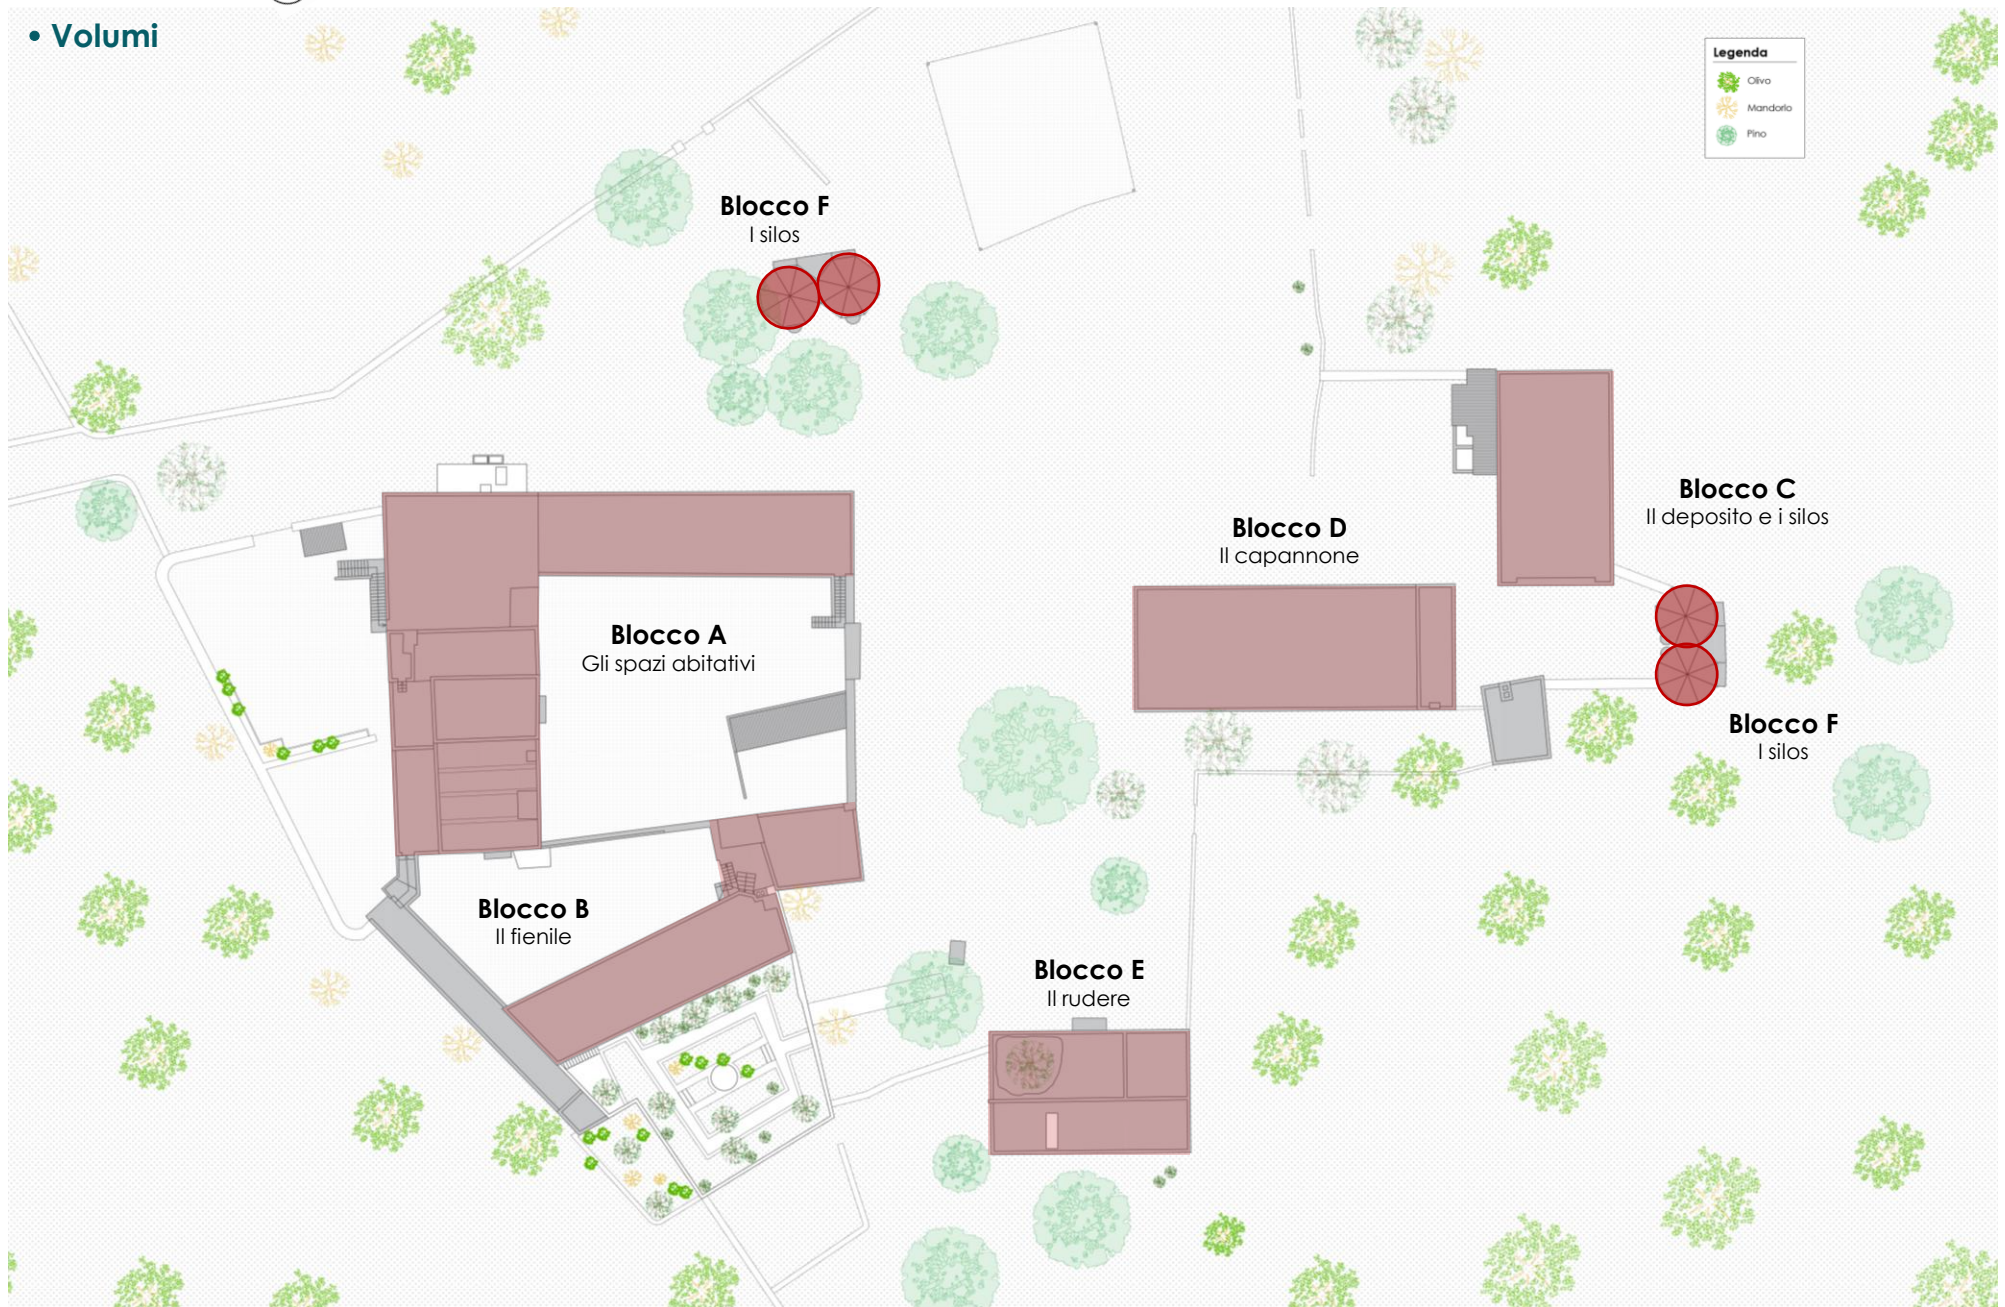 • Volumi
Legenda
Olivo
Mandorlo
Pino
Blocco F
I silos
Blocco C
Il deposito e i silos
Blocco D
Il capannone
Blocco A
Gli spazi abitativi
Blocco F
I silos
Blocco B
Il fienile
Blocco E
Il rudere